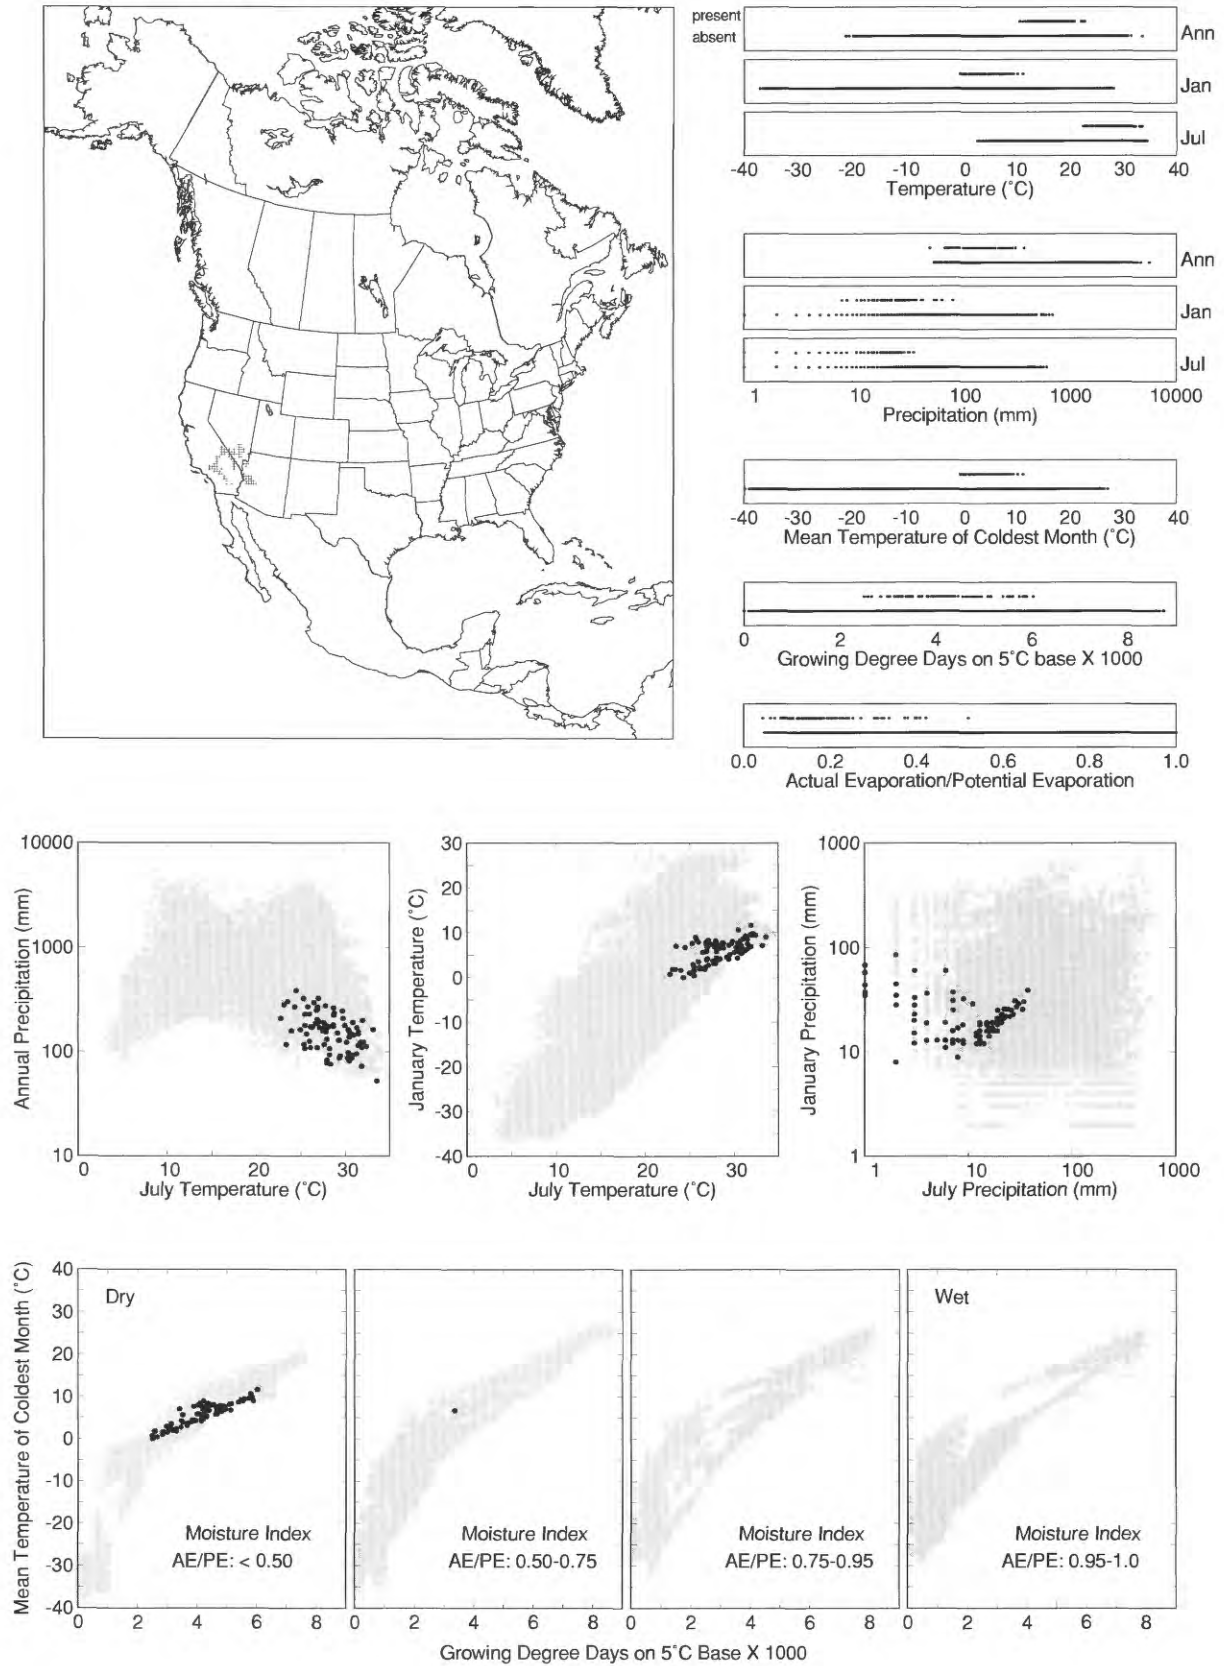 present
absent
Ann
Jan
Jul
-40 -30 -20 -10 0 10 20 30 40
Temperature (˚C)
Ann
Jan
Jul
1 10 100 1000 10000
Precipitation (mm)
-40 -30 -20 -10 0 10 20 30 40
Mean Temperature of Coldest Month (˚C)
0 2 4 6 8
Growing Degree Days on 5˚C base X 1000
0.0 0.2 0.4 0.6 0.8 1.0
Actual Evaporation/Potential Evaporation
10000
1000
100
10
Annual Precipitation (mm)
0 10 20 30
July Temperature (˚C)
30
20
10
0
-10
-20
-30
-40
January Temperature (˚C)
0 10 20 30
July Temperature (˚C)
1000
100
10
1
January Precipitation (mm)
1 10 100 1000
July Precipitation (mm)
40
30
20
10
0
-10
-20
-30
-40
Mean Temperature of Coldest Month (˚C)
Dry
Moisture Index
AE/PE: < 0.50
0 2 4 6 8
Moisture Index
AE/PE: 0.50-0.75
0 2 4 6 8
Moisture Index
AE/PE: 0.75-0.95
0 2 4 6 8
Wet
Moisture Index
AE/PE: 0.95-1.0
0 2 4 6 8
Growing Degree Days on 5˚C Base X 1000